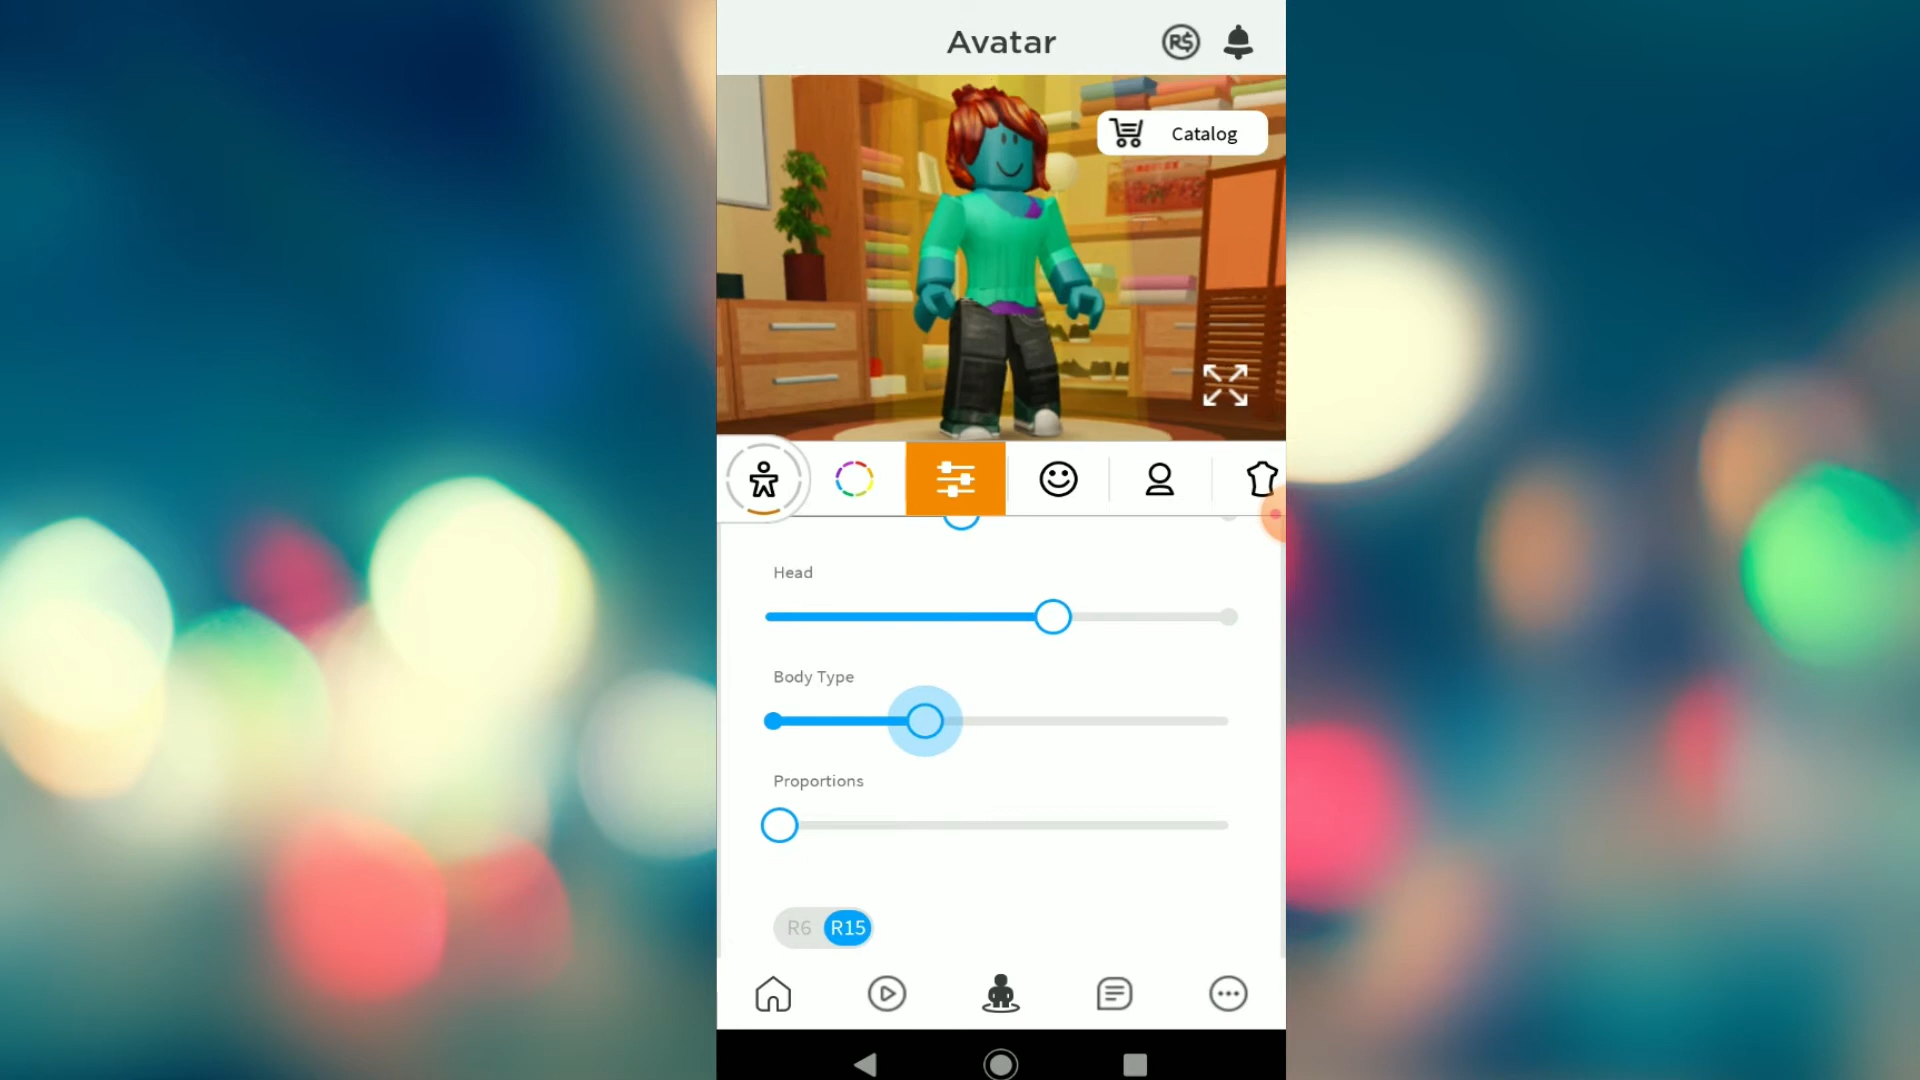 Avatar
R$
Catalog
Head
Body Type
Proportions
R6 R15